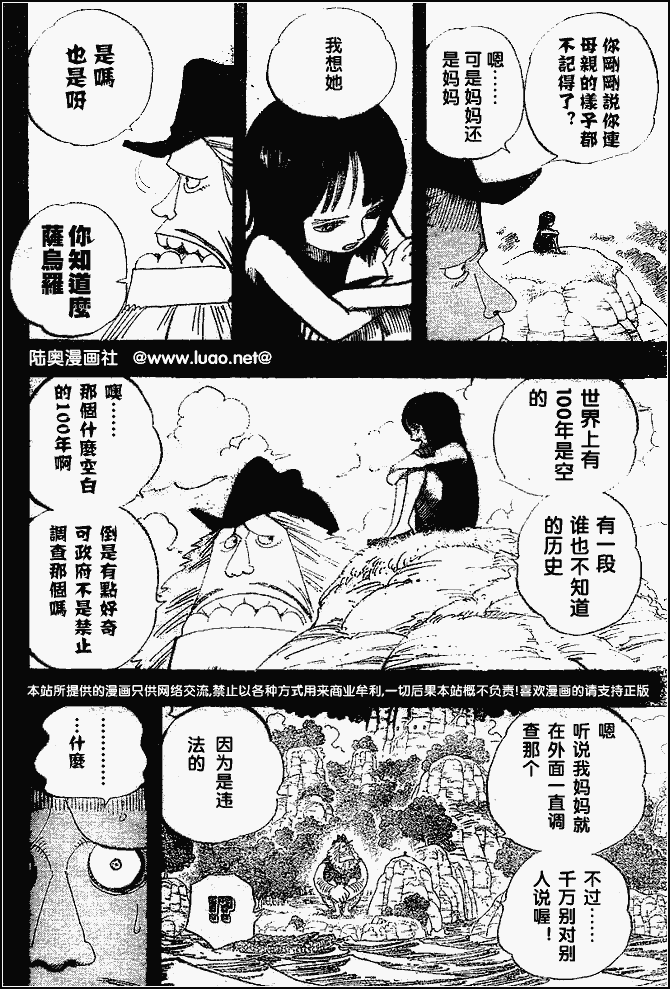 你剛剛說你連
母親的樣子都
不記得了?
嗯……
可是妈妈还
是妈妈
我想她
是嗎
也是呀
你知道麼
薩烏羅
陆奥漫画社 @www.luao.net@
世界上有
100年是空
的
有一段
谁也不知道
的历史
噢……
那個什麼空白
的100年啊
倒是有點好奇
可政府不是禁止
調查那個嗎
本站所提供的漫画只供网络交流,禁止以各种方式用来商业牟利,一切后果本站概不负责!喜欢漫画的请支持正版
嗯
听说我妈妈就
在外面一直调
查那个
不过……
千万别对别
人说喔!
因为是违
法的
!!
………
…什麼